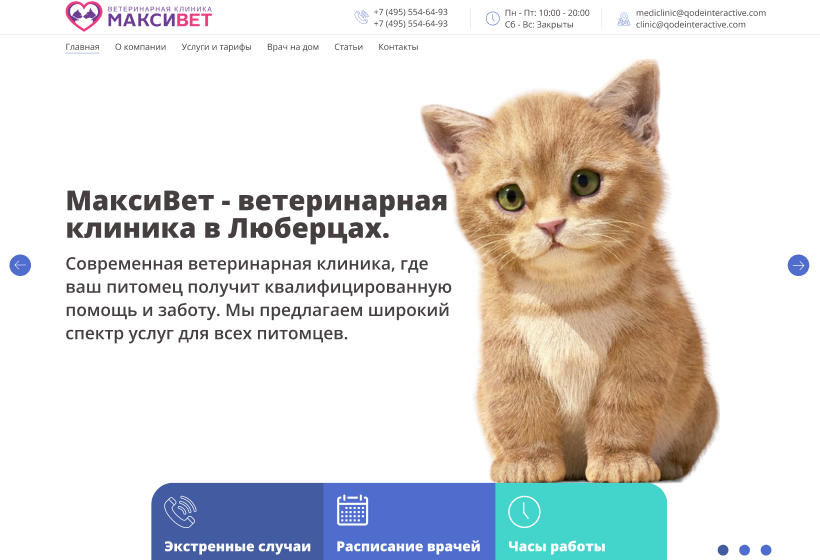 ВЕТЕРИНАРНАЯ КЛИНИКА
МАКСИВЕТ
+7 (495) 554-64-93
+7 (495) 554-64-93
Пн - Пт: 10:00 - 20:00
Сб - Вс: Закрыты
mediclinic@qodeinteractive.com
clinic@qodeinteractive.com
Главная О компании Услуги и тарифы Врач на дом Статьи Контакты
МаксиВет - ветеринарная
клиника в Люберцах.
Современная ветеринарная клиника, где
ваш питомец получит квалифицированную
помощь и заботу. Мы предлагаем широкий
спектр услуг для всех питомцев.
Экстренные случаи
Расписание врачей
Часы работы